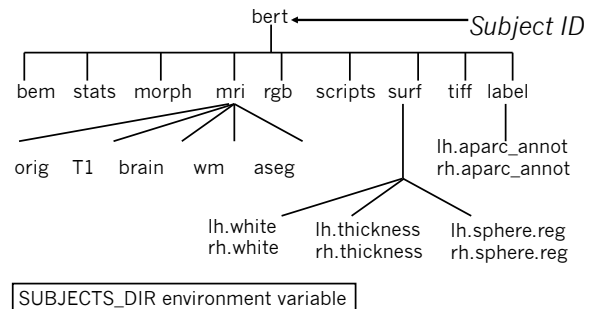 bert
Subject ID
bem stats morph mri rgb scripts surf tiff label
lh.aparc_annot
rh.aparc_annot
orig T1 brain wm aseg
lh.white
rh.white
lh.thickness
rh.thickness
lh.sphere.reg
rh.sphere.reg
SUBJECTS_DIR environment variable